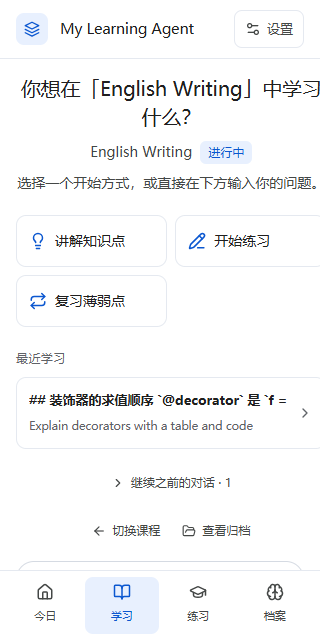 My Learning Agent
设置
你想在「English Writing」中学习
什么？
English Writing 进行中
选择一个开始方式，或直接在下方输入你的问题。
讲解知识点
开始练习
复习薄弱点
最近学习
## 装饰器的求值顺序 `@decorator` 是 `f =
Explain decorators with a table and code
继续之前的对话 · 1
切换课程
查看归档
今日
学习
练习
档案